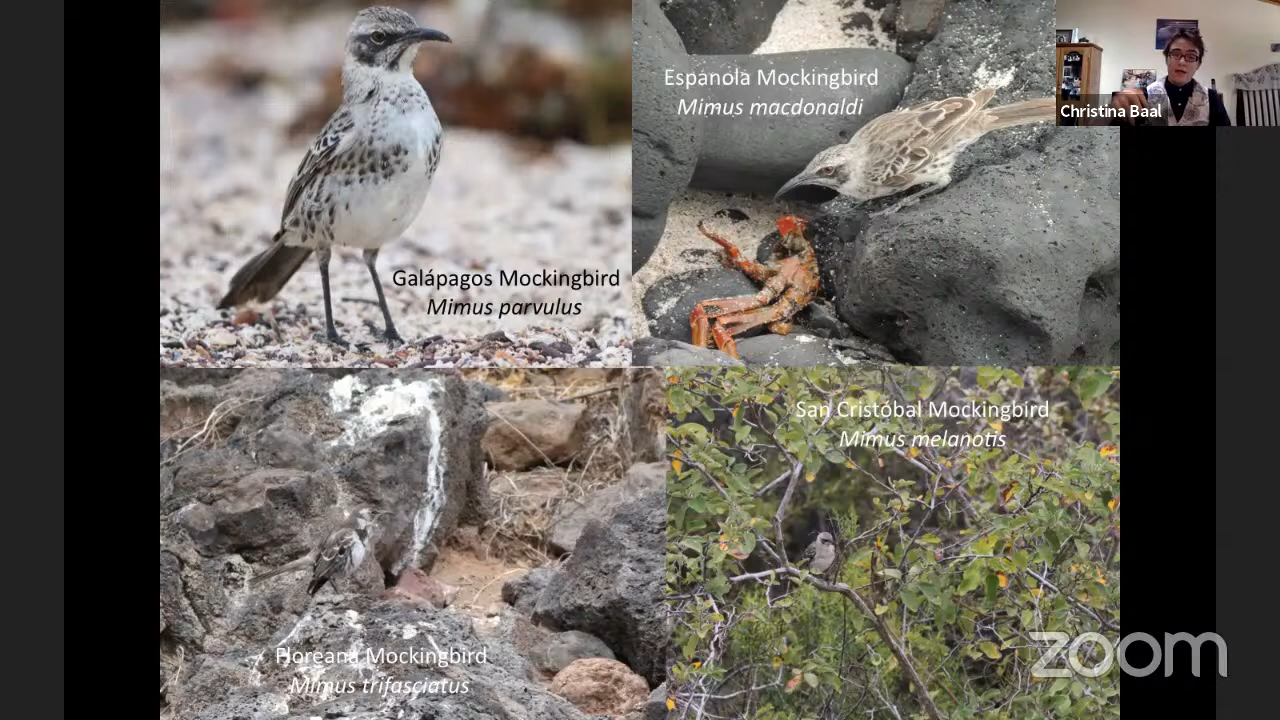 Galápagos Mockingbird
Mimus parvulus
Espanola Mockingbird
Mimus macdonaldi
Christina Baal
Floreana Mockingbird
Mimus trifasciatus
San Cristóbal Mockingbird
Mimus melanotis
zoom